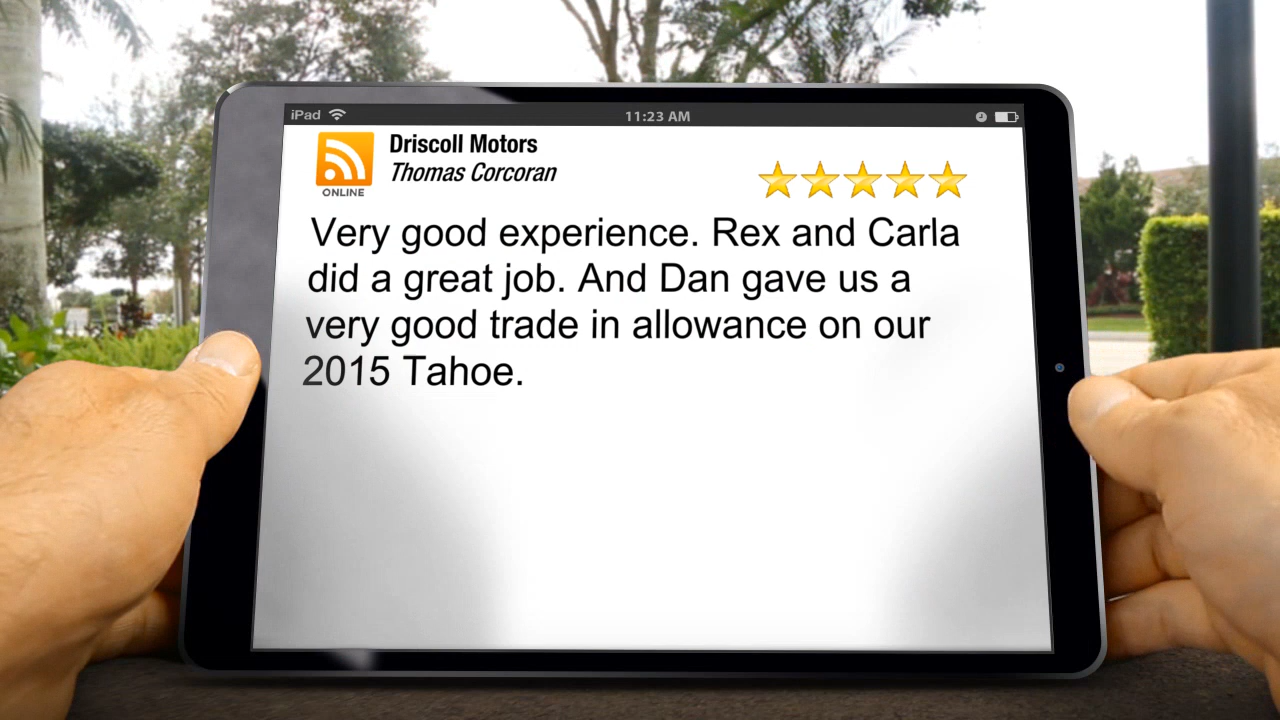 iPad 11:23 AM
Driscoll Motors
Thomas Corcoran
ONLINE
Very good experience. Rex and Carla
did a great job. And Dan gave us a
very good trade in allowance on our
2015 Tahoe.